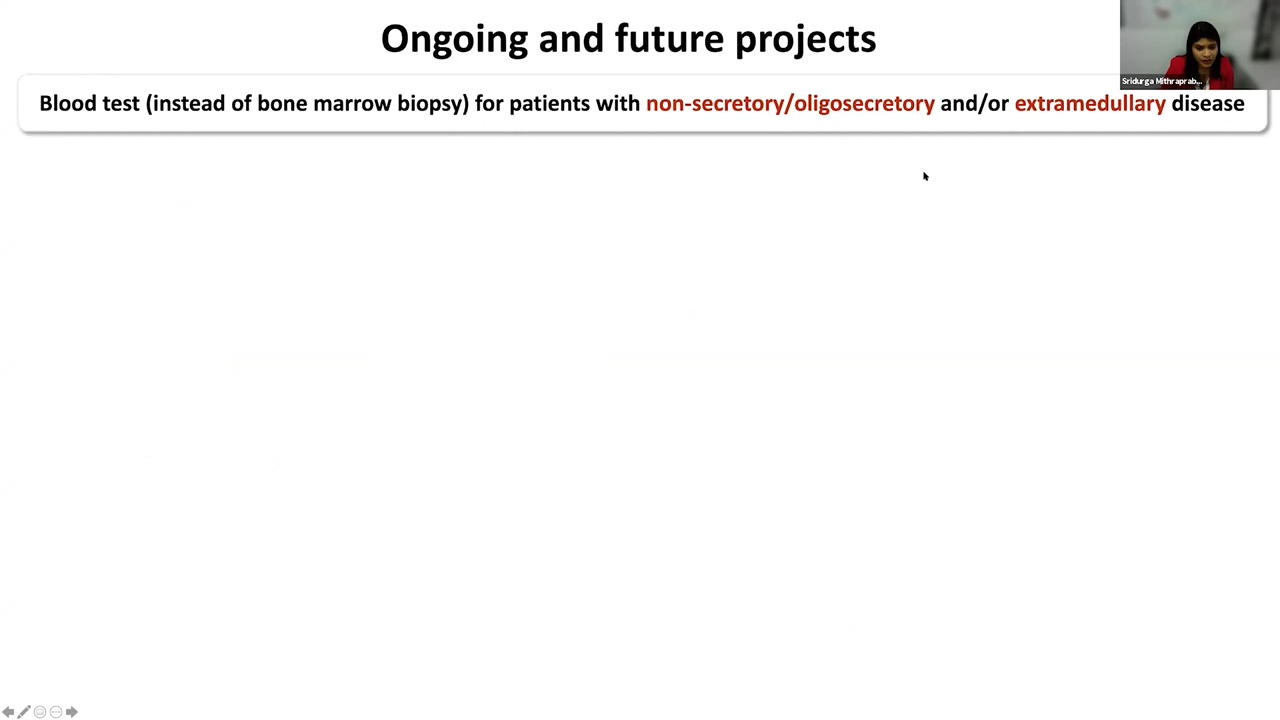 Ongoing and future projects
Sridurga Mithraprab...
Blood test (instead of bone marrow biopsy) for patients with non-secretory/oligosecretory and/or extramedullary disease